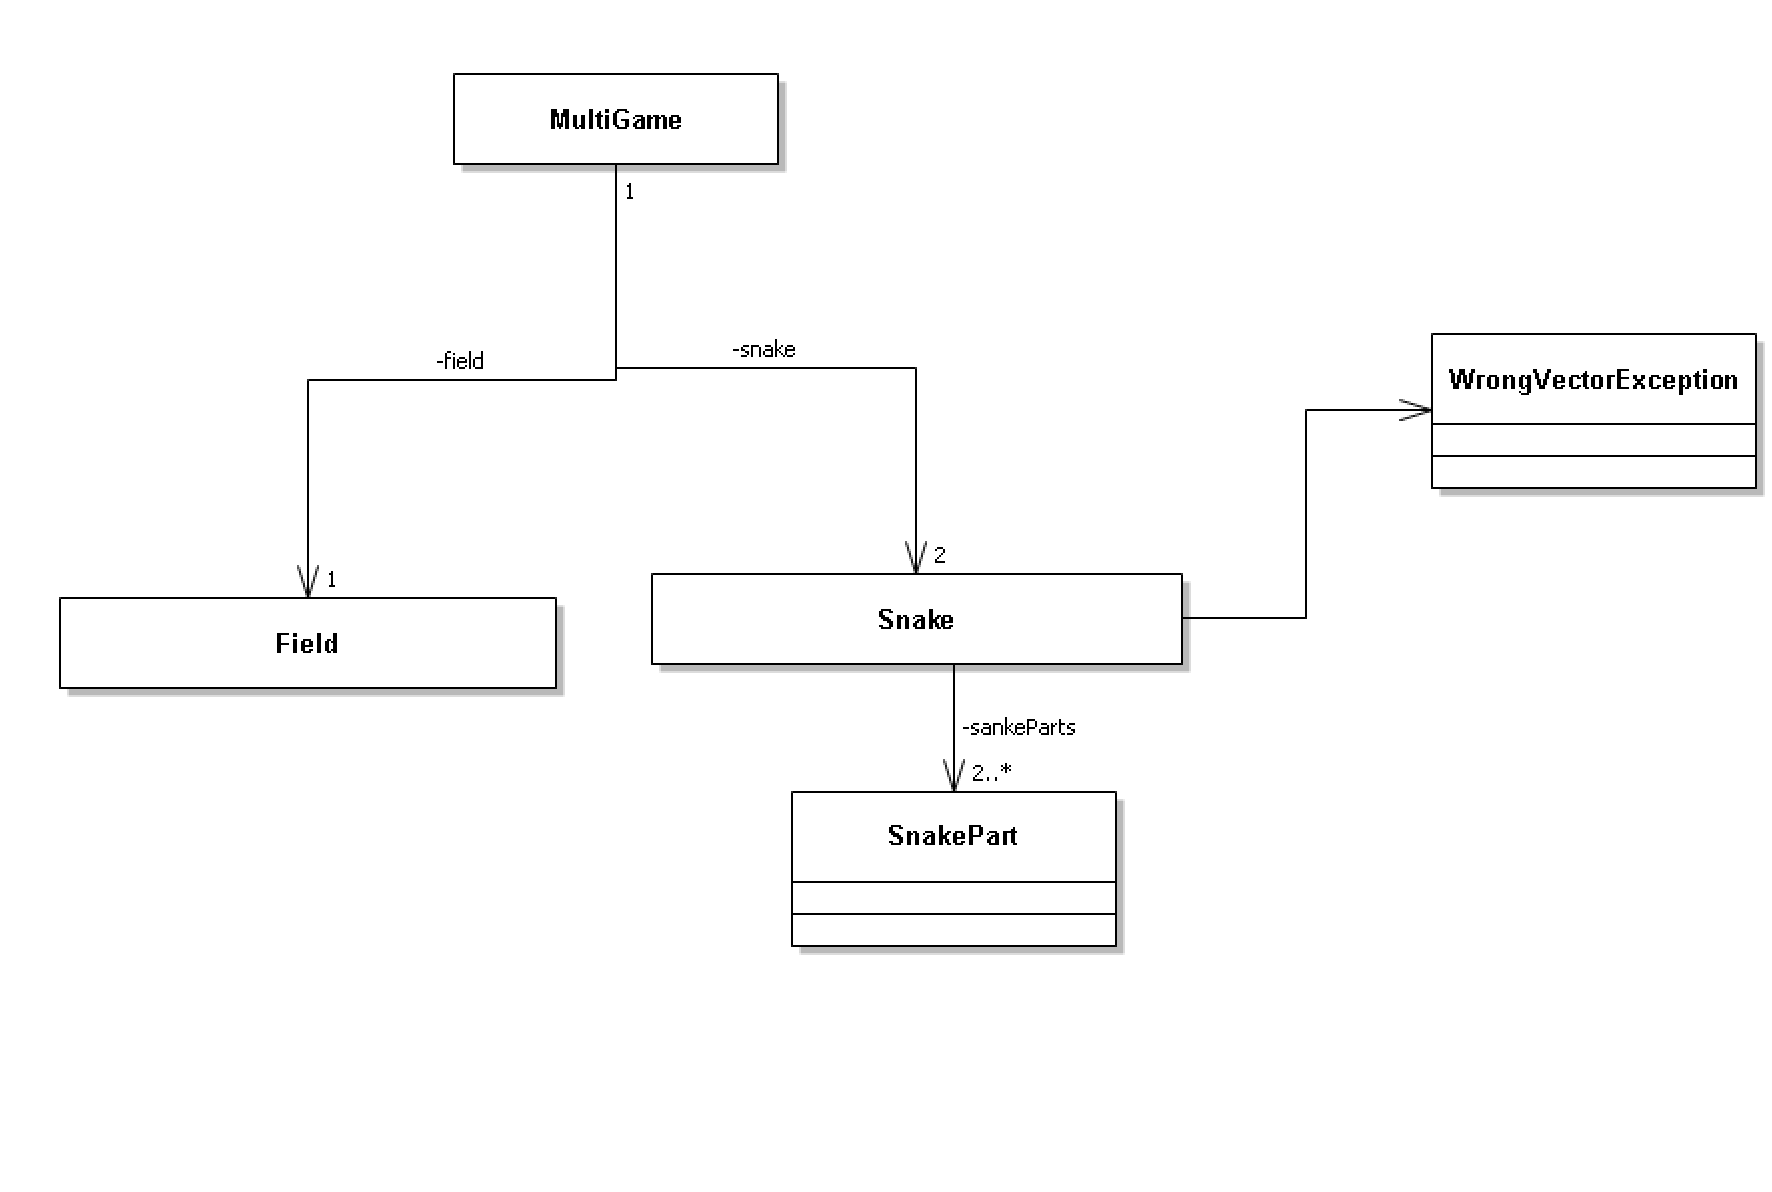 MultiGame
1
-snake
-field
WrongVectorException
2
1
Snake
Field
-sankeParts
2..*
SnakePart